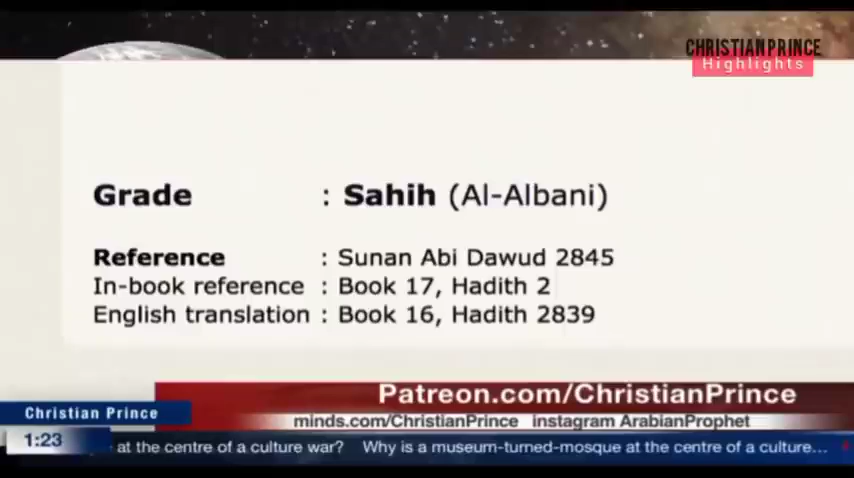 CHRISTIAN PRINCE
Highlights
Grade : Sahih (Al-Albani)
Reference : Sunan Abi Dawud 2845
In-book reference : Book 17, Hadith 2
English translation : Book 16, Hadith 2839
Patreon.com/ChristianPrince
Christian Prince
minds.com/ChristianPrince instagram ArabianProphet
1:23
at the centre of a culture war? Why is a museum-turned-mosque at the centre of a culture...